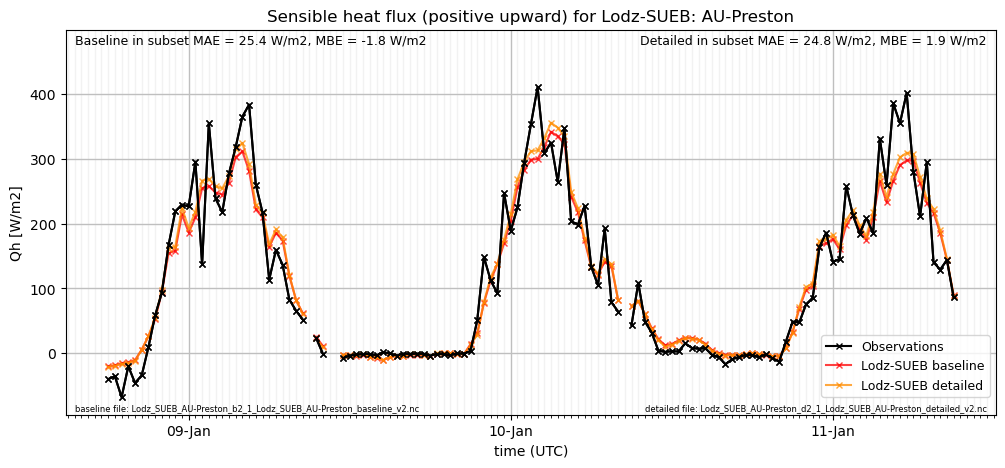 Sensible heat flux (positive upward) for Lodz-SUEB: AU-Preston
Baseline in subset MAE = 25.4 W/m2, MBE = -1.8 W/m2
Detailed in subset MAE = 24.8 W/m2, MBE = 1.9 W/m2
Qh [W/m2]
400
300
200
100
0
Observations
Lodz-SUEB baseline
Lodz-SUEB detailed
baseline file: Lodz_SUEB_AU-Preston_b2_1_Lodz_SUEB_AU-Preston_baseline_v2.nc
detailed file: Lodz_SUEB_AU-Preston_d2_1_Lodz_SUEB_AU-Preston_detailed_v2.nc
09-Jan
10-Jan
11-Jan
time (UTC)